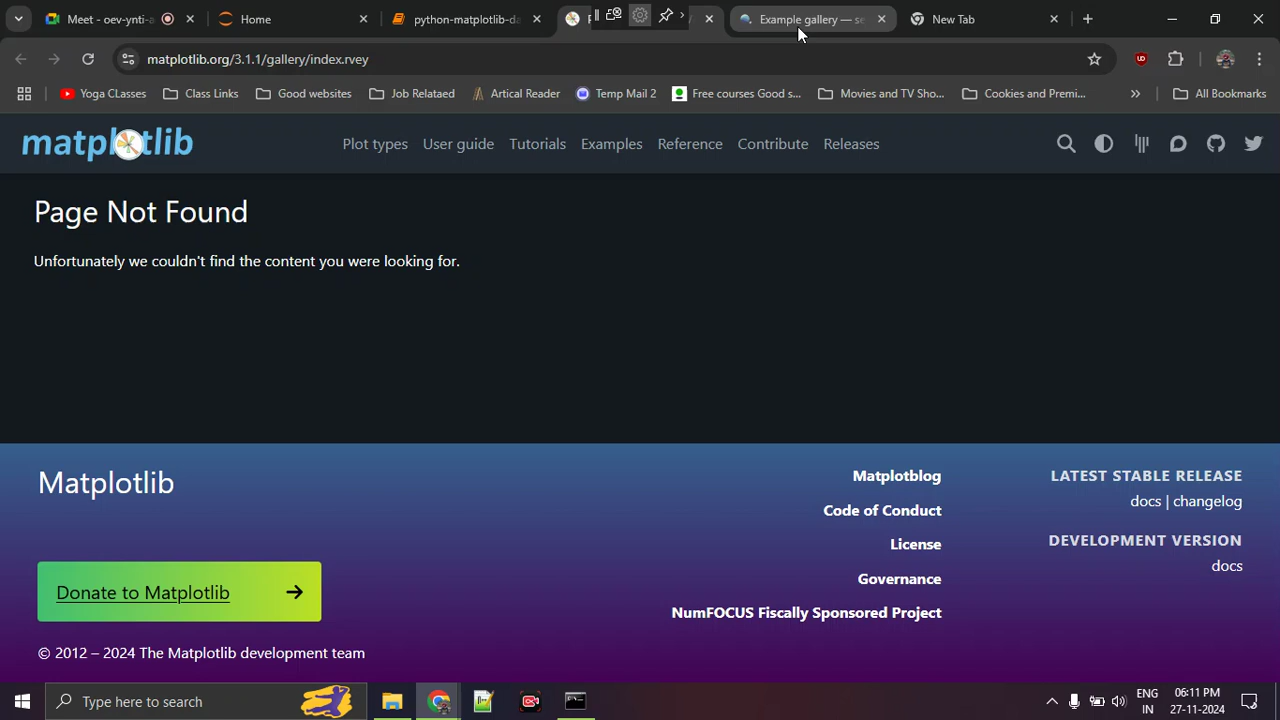 Meet - oev-ynti-a
Home
python-matplotlib-da
Example gallery — se
New Tab
matplotlib.org/3.1.1/gallery/index.rvey
Yoga CLasses
Class Links
Good websites
Job Relataed
Artical Reader
Temp Mail 2
Free courses Good s...
Movies and TV Sho...
Cookies and Premi...
All Bookmarks
matplotlib
Plot types
User guide
Tutorials
Examples
Reference
Contribute
Releases
Page Not Found
Unfortunately we couldn't find the content you were looking for.
Matplotlib
Donate to Matplotlib
© 2012 – 2024 The Matplotlib development team
Matplotblog
Code of Conduct
License
Governance
NumFOCUS Fiscally Sponsored Project
LATEST STABLE RELEASE
docs | changelog
DEVELOPMENT VERSION
docs
Type here to search
ENG
IN
06:11 PM
27-11-2024